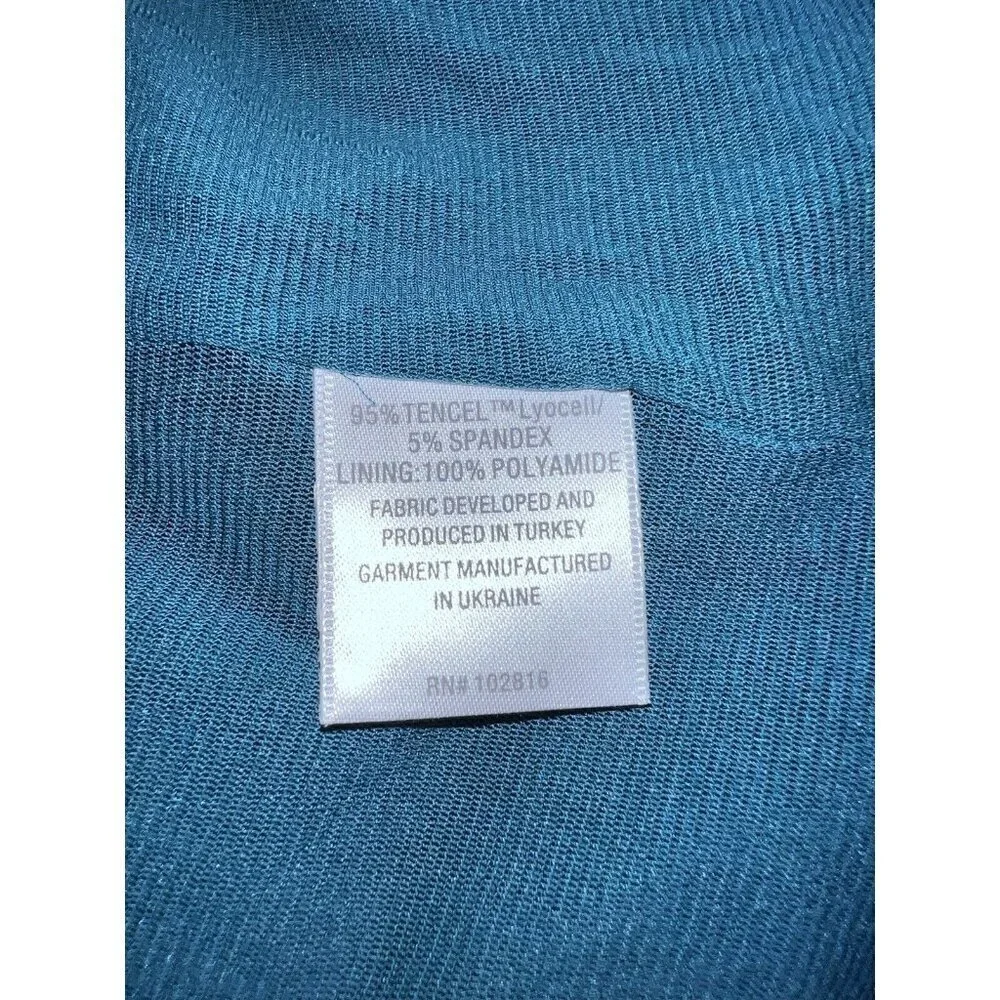 95% TENCEL™ Lyocell/
5% SPANDEX
LINING:100% POLYAMIDE
FABRIC DEVELOPED AND
PRODUCED IN TURKEY
GARMENT MANUFACTURED
IN UKRAINE
RN# 102816